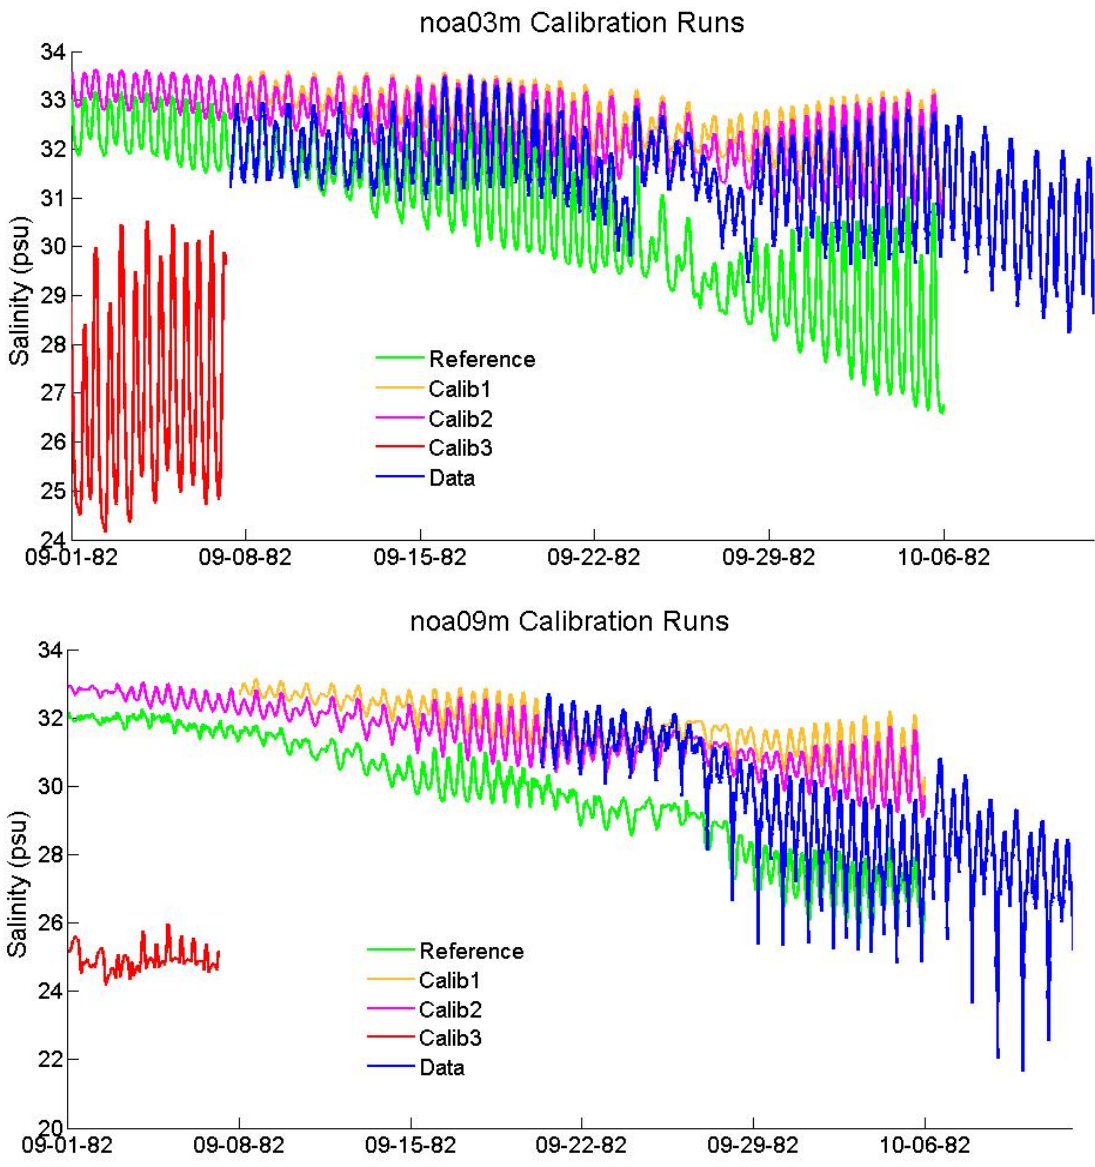 noa03m Calibration Runs
34
33
32
31
30
29
28
27
26
25
24
Salinity (psu)
Reference
Calib1
Calib2
Calib3
Data
09-01-82 09-08-82 09-15-82 09-22-82 09-29-82 10-06-82
noa09m Calibration Runs
34
32
30
28
26
24
22
20
Salinity (psu)
Reference
Calib1
Calib2
Calib3
Data
09-01-82 09-08-82 09-15-82 09-22-82 09-29-82 10-06-82